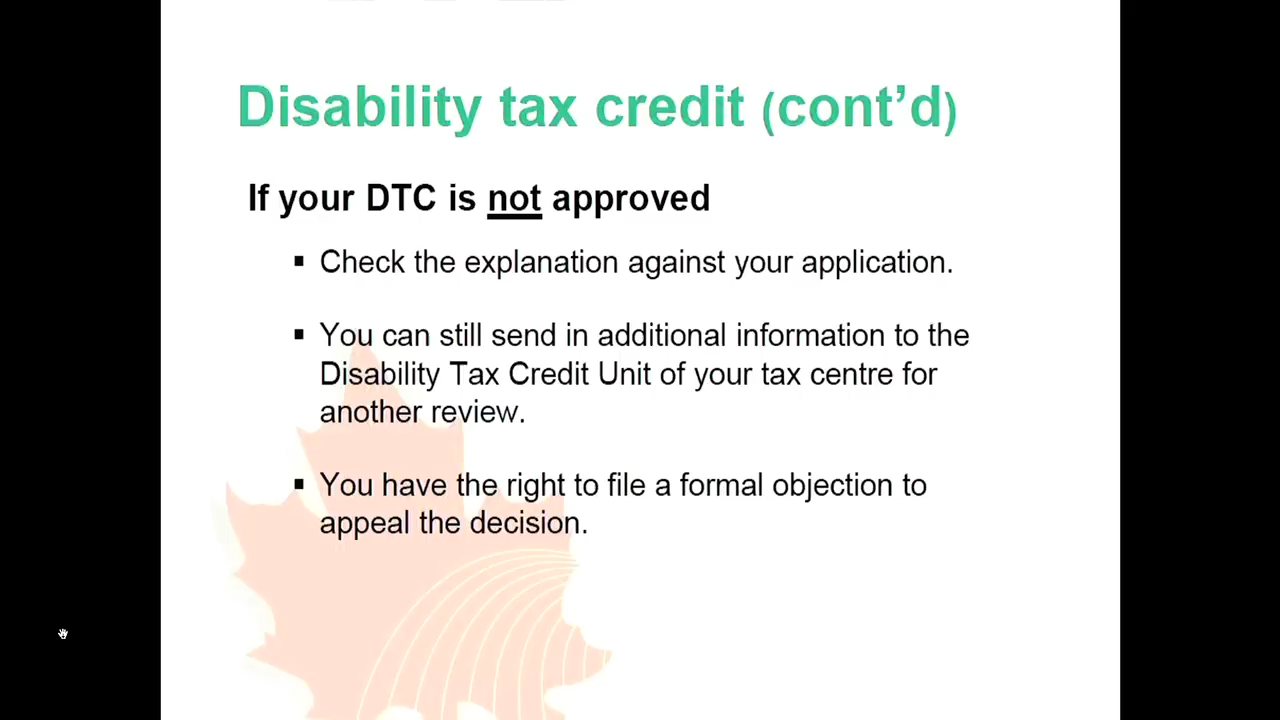 Disability tax credit (cont’d)
If your DTC is not approved
▪ Check the explanation against your application.
▪ You can still send in additional information to the
Disability Tax Credit Unit of your tax centre for
another review.
▪ You have the right to file a formal objection to
appeal the decision.